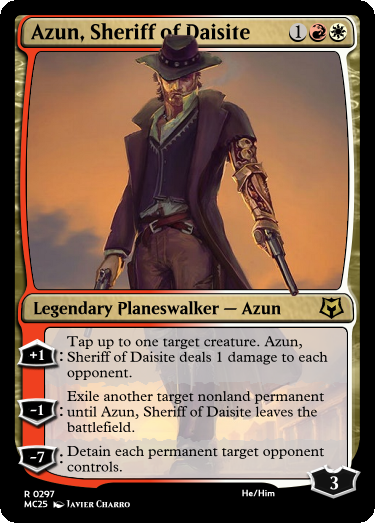 Azun, Sheriff of Daisite 1
Legendary Planeswalker — Azun
+1: Tap up to one target creature. Azun,
Sheriff of Daisite deals 1 damage to each
opponent.
-1: Exile another target nonland permanent
until Azun, Sheriff of Daisite leaves the
battlefield.
-7: Detain each permanent target opponent
controls.
3
R 0297
He/Him
MC25 Javier Charro